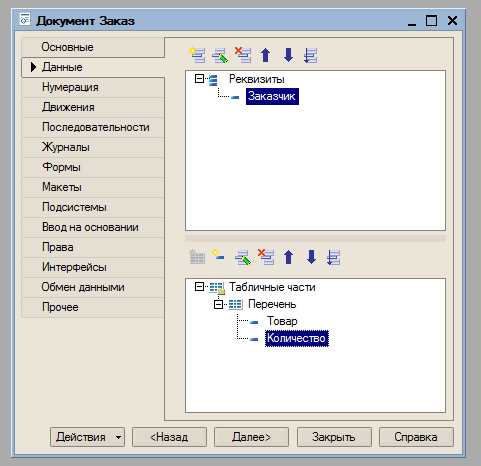 Документ Заказ
Основные
Данные
Нумерация
Движения
Последовательности
Журналы
Формы
Макеты
Подсистемы
Ввод на основании
Права
Интерфейсы
Обмен данными
Прочее
Реквизиты
Заказчик
Табличные части
Перечень
Товар
Количество
Действия
<Назад
Далее>
Закрыть
Справка